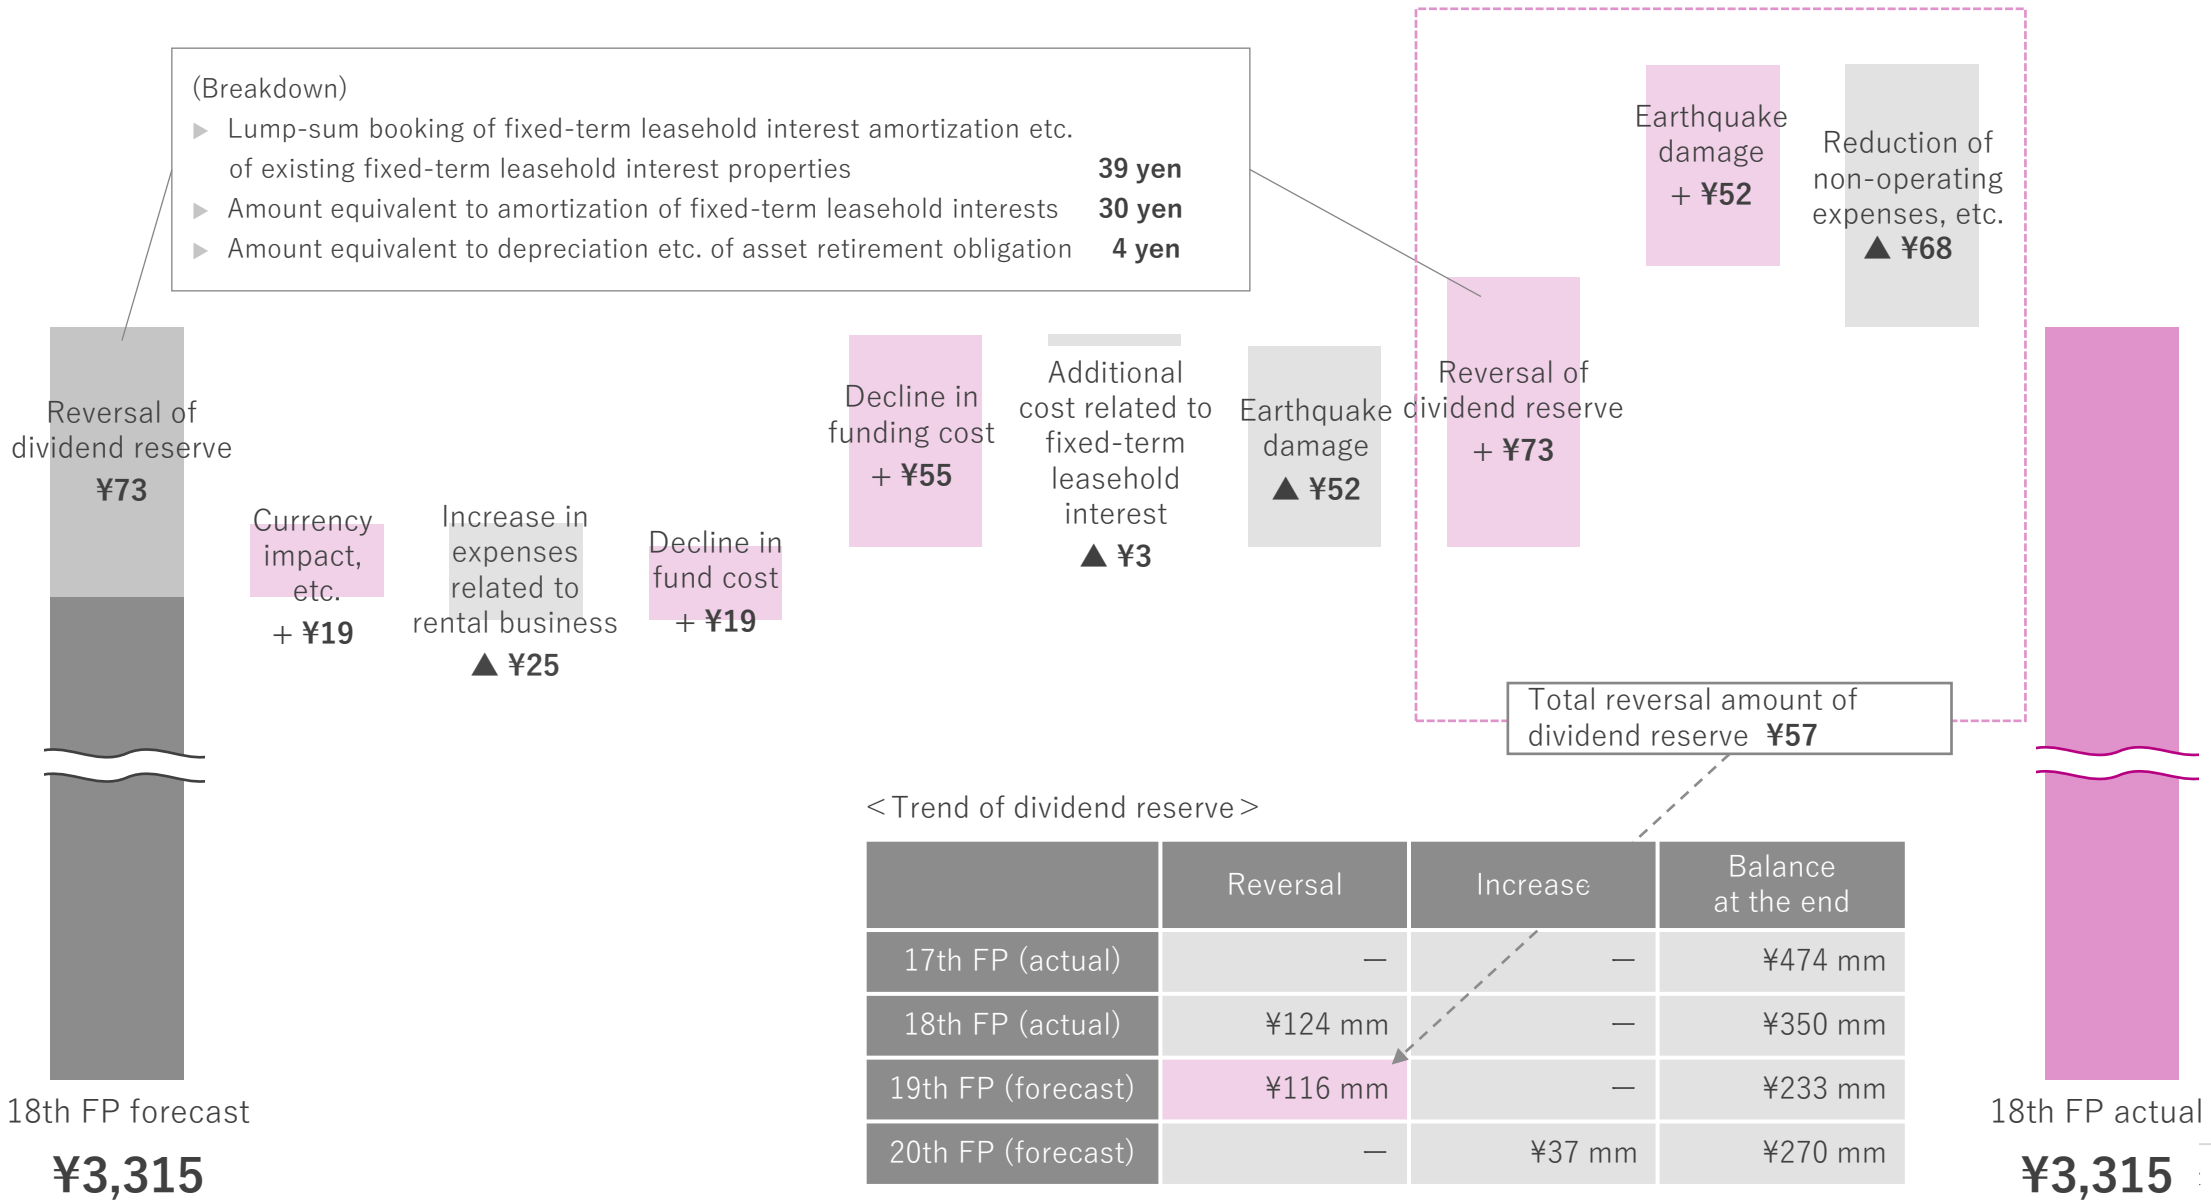 (Breakdown)
▶ Lump-sum booking of fixed-term leasehold interest amortization etc.
of existing fixed-term leasehold interest properties 39 yen
▶ Amount equivalent to amortization of fixed-term leasehold interests 30 yen
▶ Amount equivalent to depreciation etc. of asset retirement obligation 4 yen
Reversal of
dividend reserve
¥73
Currency
impact,
etc.
+ ¥19
Increase in
expenses
related to
rental business
▲ ¥25
Decline in
fund cost
+ ¥19
Decline in
funding cost
+ ¥55
Additional
cost related to
fixed-term
leasehold
interest
▲ ¥3
Earthquake
damage
▲ ¥52
Reversal of
dividend reserve
+ ¥73
Earthquake
damage
+ ¥52
Reduction of
non-operating
expenses, etc.
▲ ¥68
Total reversal amount of
dividend reserve ¥57
18th FP forecast
¥3,315
18th FP actual
¥3,315
<Trend of dividend reserve>
Reversal Increase Balance
at the end
17th FP (actual) — — ¥474 mm
18th FP (actual) ¥124 mm — ¥350 mm
19th FP (forecast) ¥116 mm — ¥233 mm
20th FP (forecast) — ¥37 mm ¥270 mm